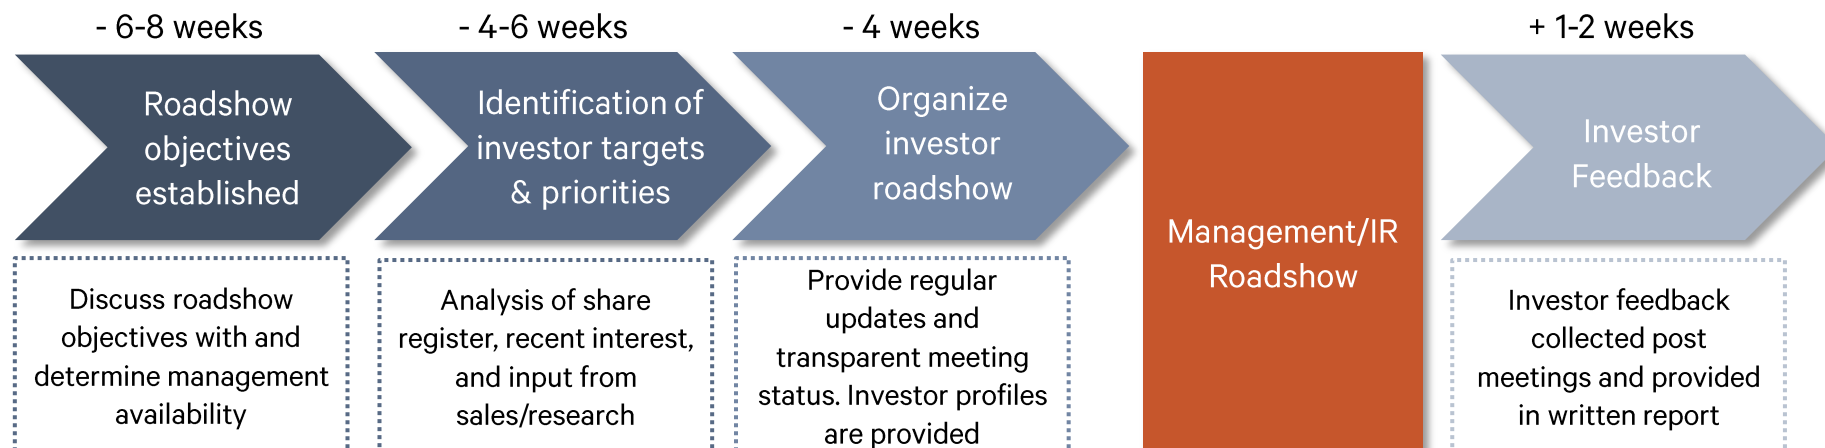 - 6-8 weeks
- 4-6 weeks
- 4 weeks
+ 1-2 weeks
Roadshow
objectives
established
Identification of
investor targets
& priorities
Organize
investor
roadshow
Management/IR
Roadshow
Investor
Feedback
Discuss roadshow
objectives with and
determine management
availability
Analysis of share
register, recent interest,
and input from
sales/research
Provide regular
updates and
transparent meeting
status. Investor profiles
are provided
Investor feedback
collected post
meetings and provided
in written report